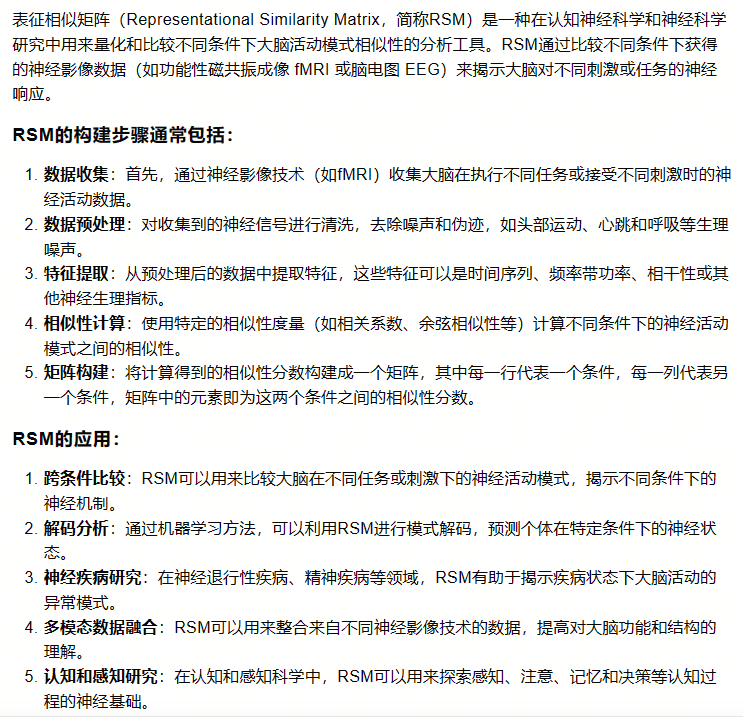 表征相似矩阵（Representational Similarity Matrix，简称RSM）是一种在认知神经科学和神经科学
研究中用来量化和比较不同条件下大脑活动模式相似性的分析工具。RSM通过比较不同条件下获得
的神经影像数据（如功能性磁共振成像 fMRI 或脑电图 EEG）来揭示大脑对不同刺激或任务的神经
响应。
RSM的构建步骤通常包括：
1. 数据收集：首先，通过神经影像技术（如fMRI）收集大脑在执行不同任务或接受不同刺激时的神
经活动数据。
2. 数据预处理：对收集到的神经信号进行清洗，去除噪声和伪迹，如头部运动、心跳和呼吸等生理
噪声。
3. 特征提取：从预处理后的数据中提取特征，这些特征可以是时间序列、频率带功率、相干性或其
他神经生理指标。
4. 相似性计算：使用特定的相似性度量（如相关系数、余弦相似性等）计算不同条件下的神经活动
模式之间的相似性。
5. 矩阵构建：将计算得到的相似性分数构建成一个矩阵，其中每一行代表一个条件，每一列代表另
一个条件，矩阵中的元素即为这两个条件之间的相似性分数。
RSM的应用：
1. 跨条件比较：RSM可以用来比较大脑在不同任务或刺激下的神经活动模式，揭示不同条件下的
神经机制。
2. 解码分析：通过机器学习方法，可以利用RSM进行模式解码，预测个体在特定条件下的神经状
态。
3. 神经疾病研究：在神经退行性疾病、精神疾病等领域，RSM有助于揭示疾病状态下大脑活动的
异常模式。
4. 多模态数据融合：RSM可以用来整合来自不同神经影像技术的数据，提高对大脑功能和结构的
理解。
5. 认知和感知研究：在认知和感知科学中，RSM可以用来探索感知、注意、记忆和决策等认知过
程的神经基础。